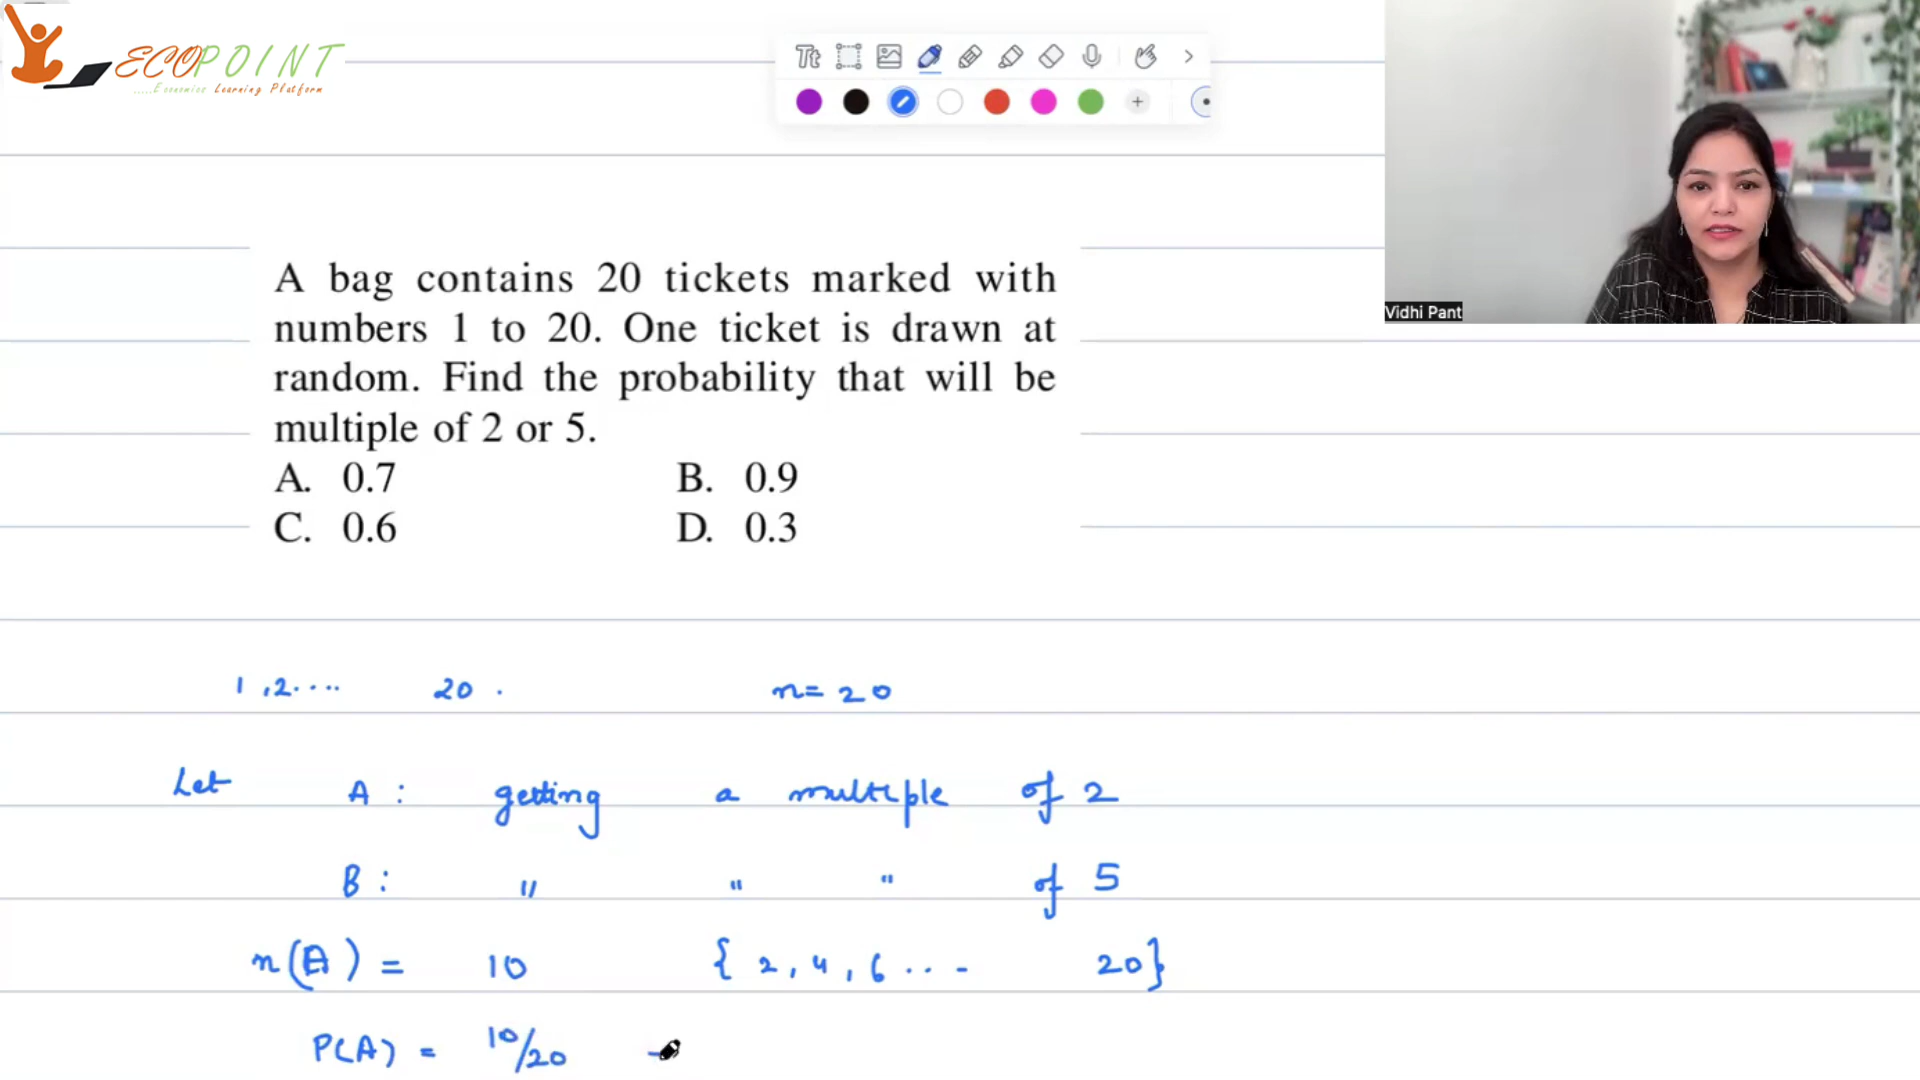 ECOPOINT
.....Economics Learning Platform
Tt
Vidhi Pant
A bag contains 20 tickets marked with
numbers 1 to 20. One ticket is drawn at
random. Find the probability that will be
multiple of 2 or 5.
A. 0.7 B. 0.9
C. 0.6 D. 0.3
1 ,2.... 20 . n= 20
Let A : getting a multiple of 2
B : " " " of 5
n(A) = 10 { 2, 4, 6 ... 20}
P(A) = 10/20